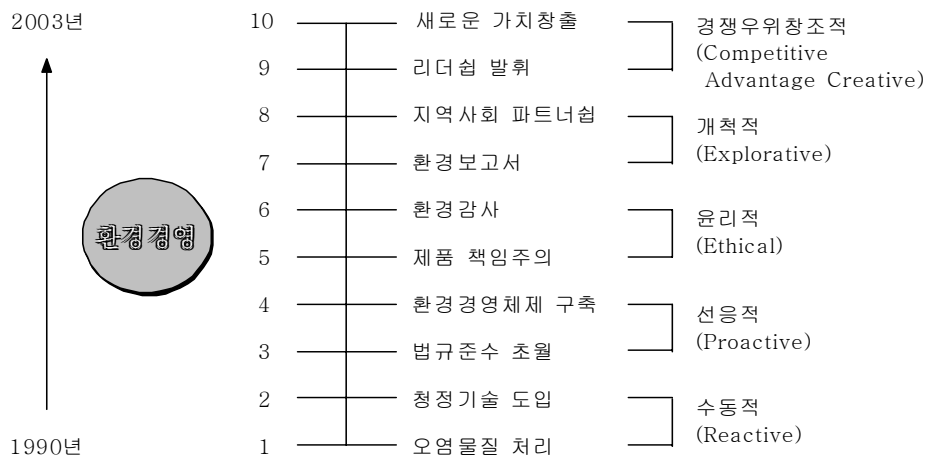 2003년
10 새로운 가치창출
9 리더쉽 발휘
경쟁우위창조적
(Competitive
Advantage Creative)
8 지역사회 파트너쉽
7 환경보고서
개척적
(Explorative)
환경경영
6 환경감사
5 제품 책임주의
윤리적
(Ethical)
4 환경경영체제 구축
3 법규준수 초월
선응적
(Proactive)
2 청정기술 도입
1 오염물질 처리
수동적
(Reactive)
1990년